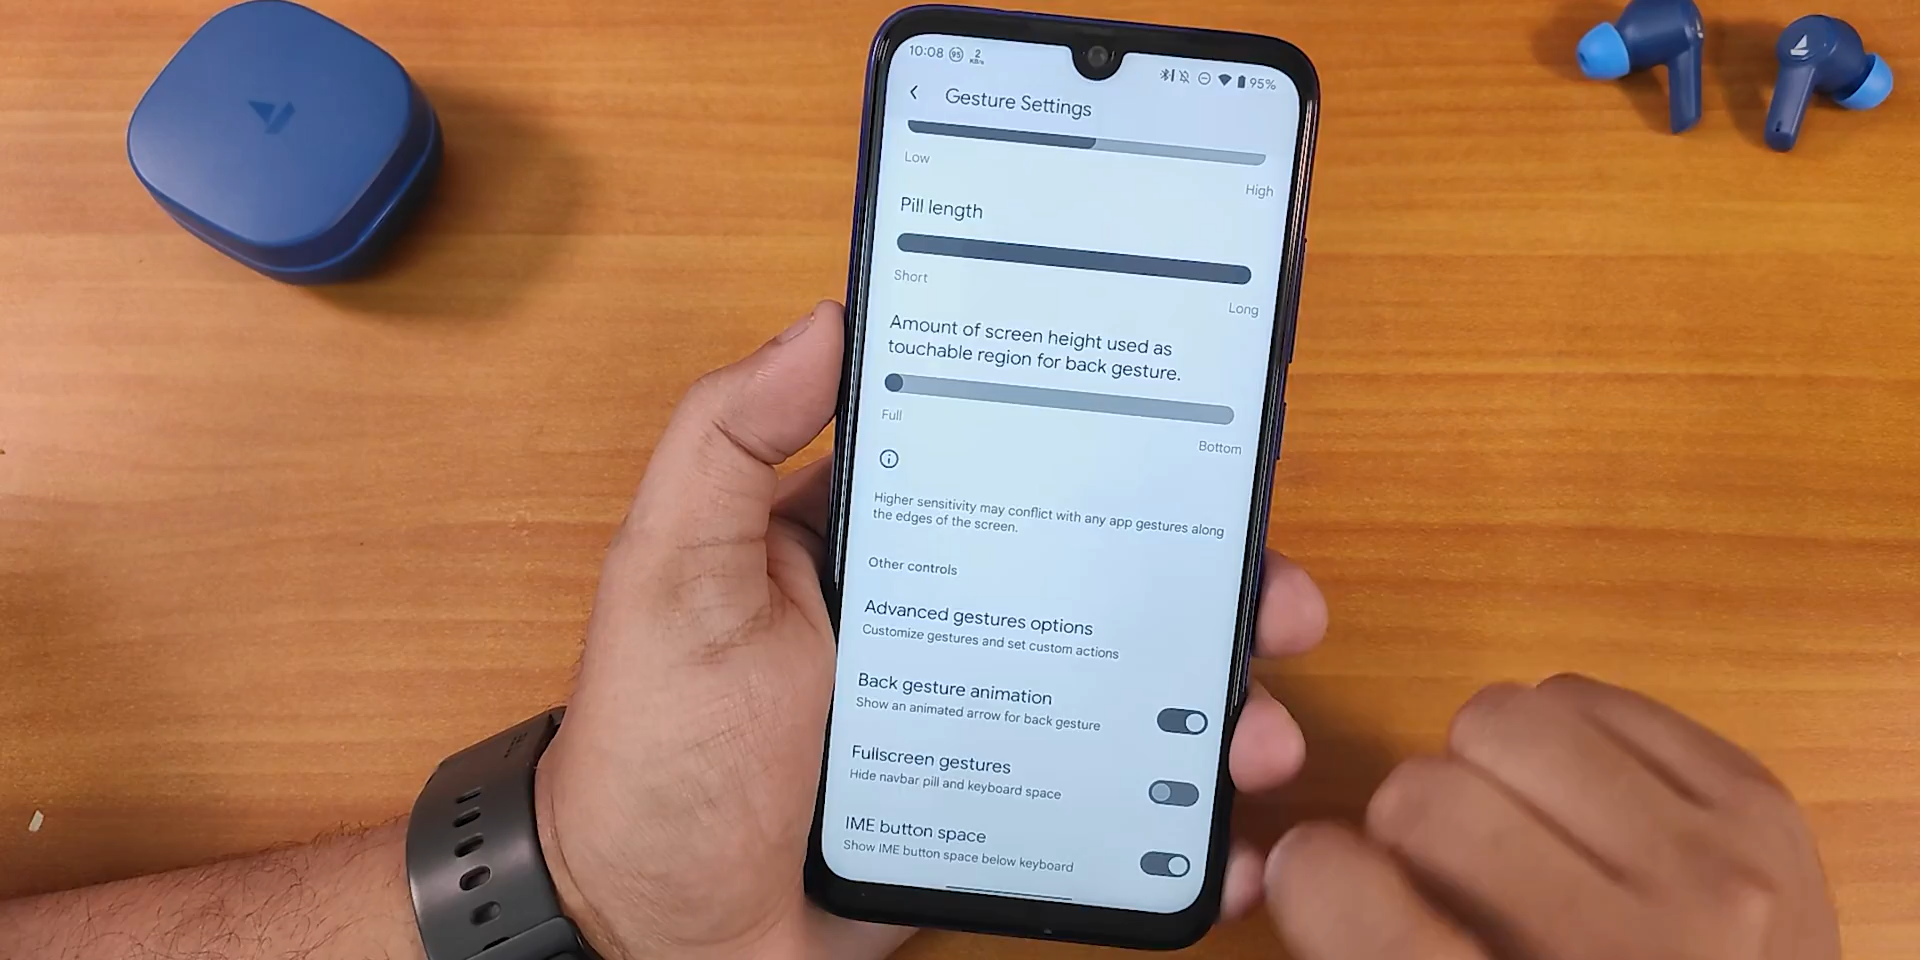 10:08 95 2 KB/s 95%
Gesture Settings
Low High
Pill length
Short Long
Amount of screen height used as
touchable region for back gesture.
Full Bottom
Higher sensitivity may conflict with any app gestures along
the edges of the screen.
Other controls
Advanced gestures options
Customize gestures and set custom actions
Back gesture animation
Show an animated arrow for back gesture
Fullscreen gestures
Hide navbar pill and keyboard space
IME button space
Show IME button space below keyboard